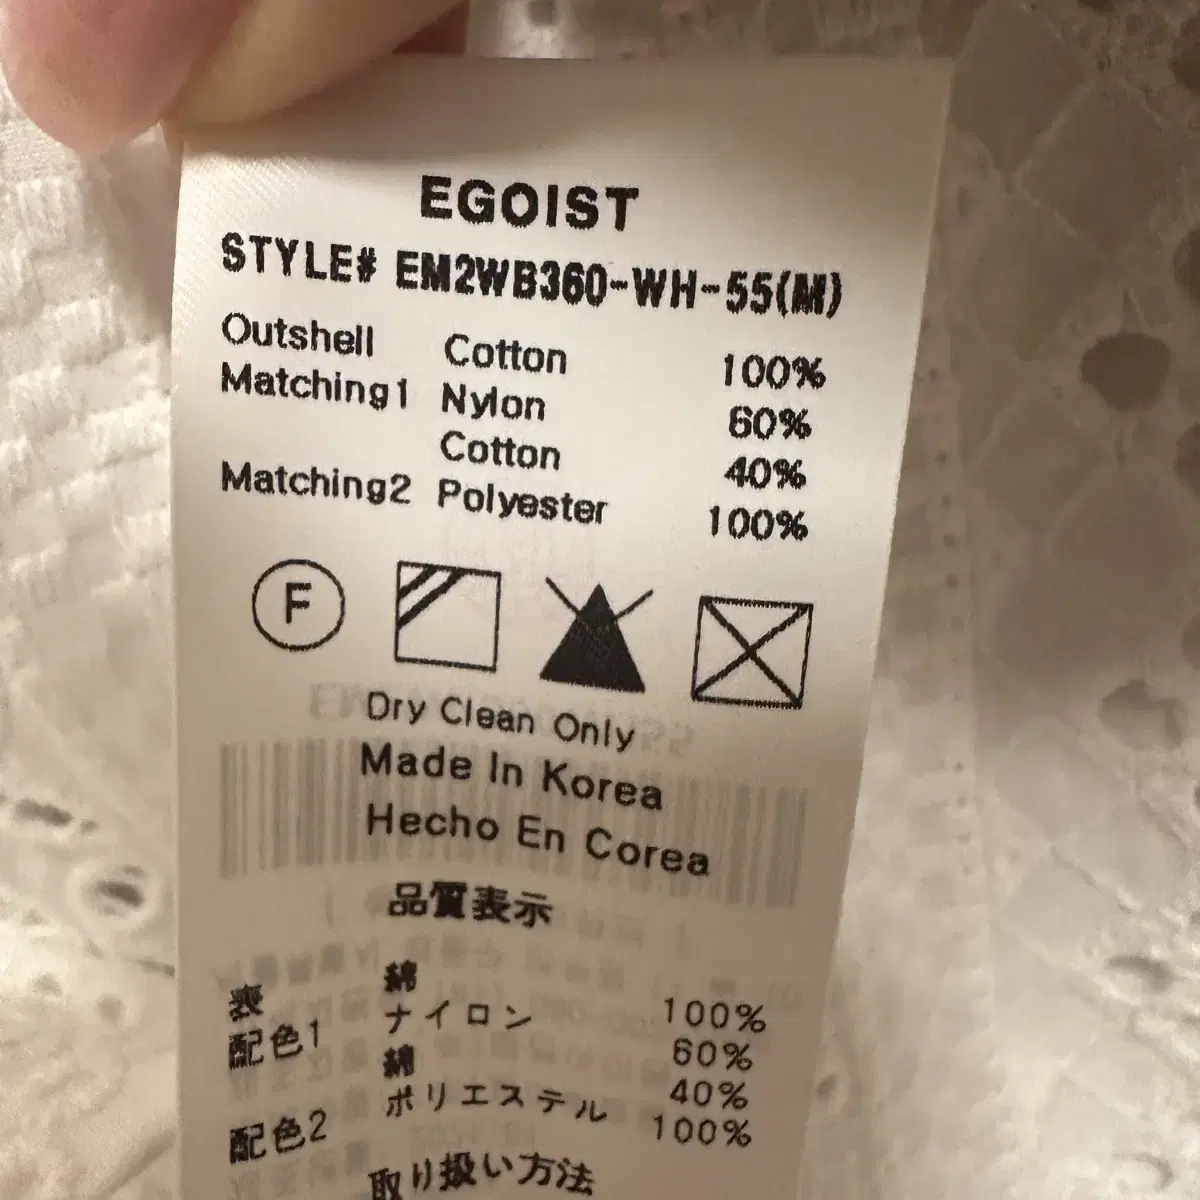 EGOIST
STYLE# EM2WB360-WH-55(M)
Outshell Cotton 100%
Matching1 Nylon 60%
Cotton 40%
Matching2 Polyester 100%
F
Dry Clean Only
Made In Korea
Hecho En Corea
品質表示
表 綿 100%
配色1 ナイロン 60%
綿 40%
配色2 ポリエステル 100%
取り扱い方法